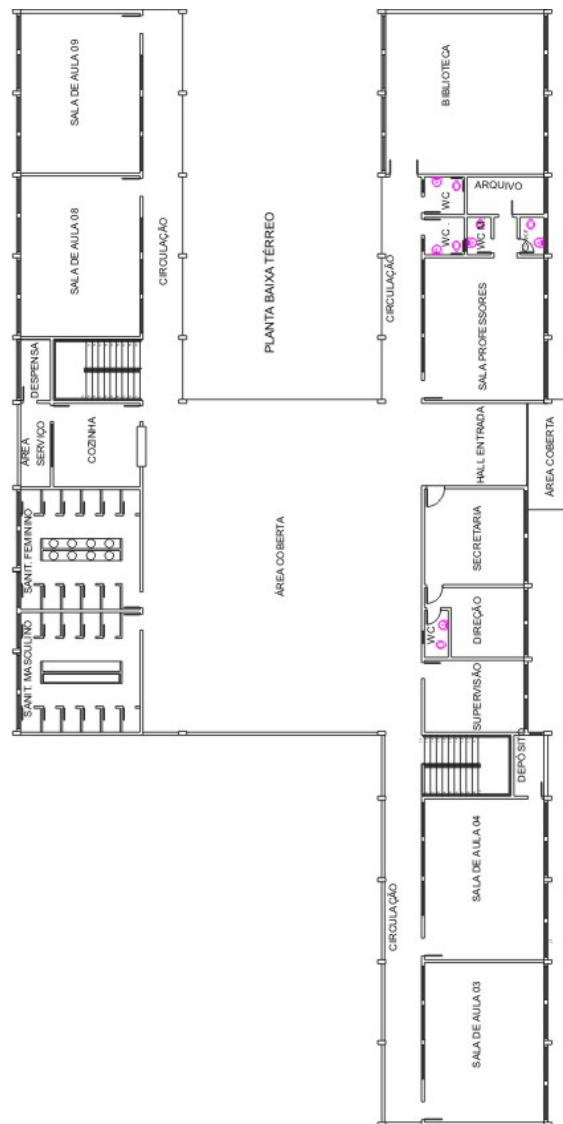 SALA DE AULA 09
CIRCULAÇÃO
BIBLIOTECA
SALA DE AULA 08
PLANTA BAIXA TÉRREO
CIRCULAÇÃO
WC
ARQUIVO
WC
WC
SALA PROFESSORES
DESPENSA
ÁREA
SERVIÇO
COZINHA
HALL ENTRADA
ÁREA COBERTA
SANIT. FEMININO
ÁREA COBERTA
SECRETARIA
SANIT. MASCULINO
WC
DIREÇÃO
SUPERVISÃO
DEPÓSITO
CIRCULAÇÃO
SALA DE AULA 04
SALA DE AULA 03